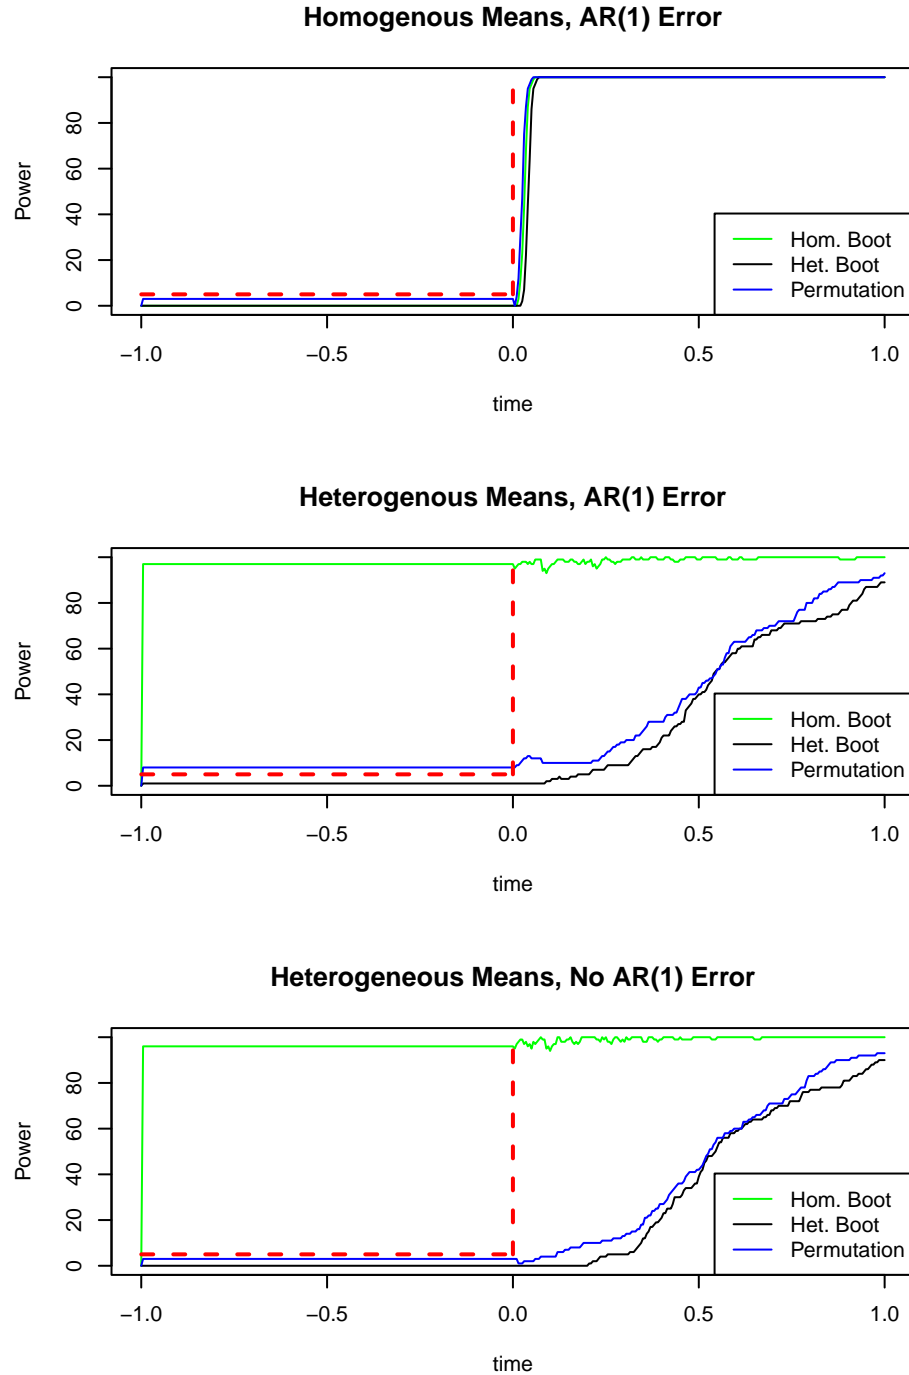 Homogenous Means, AR(1) Error
Power
0
20
40
60
80
−1.0
−0.5
0.0
0.5
1.0
time
Hom. Boot
Het. Boot
Permutation
Heterogenous Means, AR(1) Error
Power
0
20
40
60
80
−1.0
−0.5
0.0
0.5
1.0
time
Hom. Boot
Het. Boot
Permutation
Heterogeneous Means, No AR(1) Error
Power
0
20
40
60
80
−1.0
−0.5
0.0
0.5
1.0
time
Hom. Boot
Het. Boot
Permutation